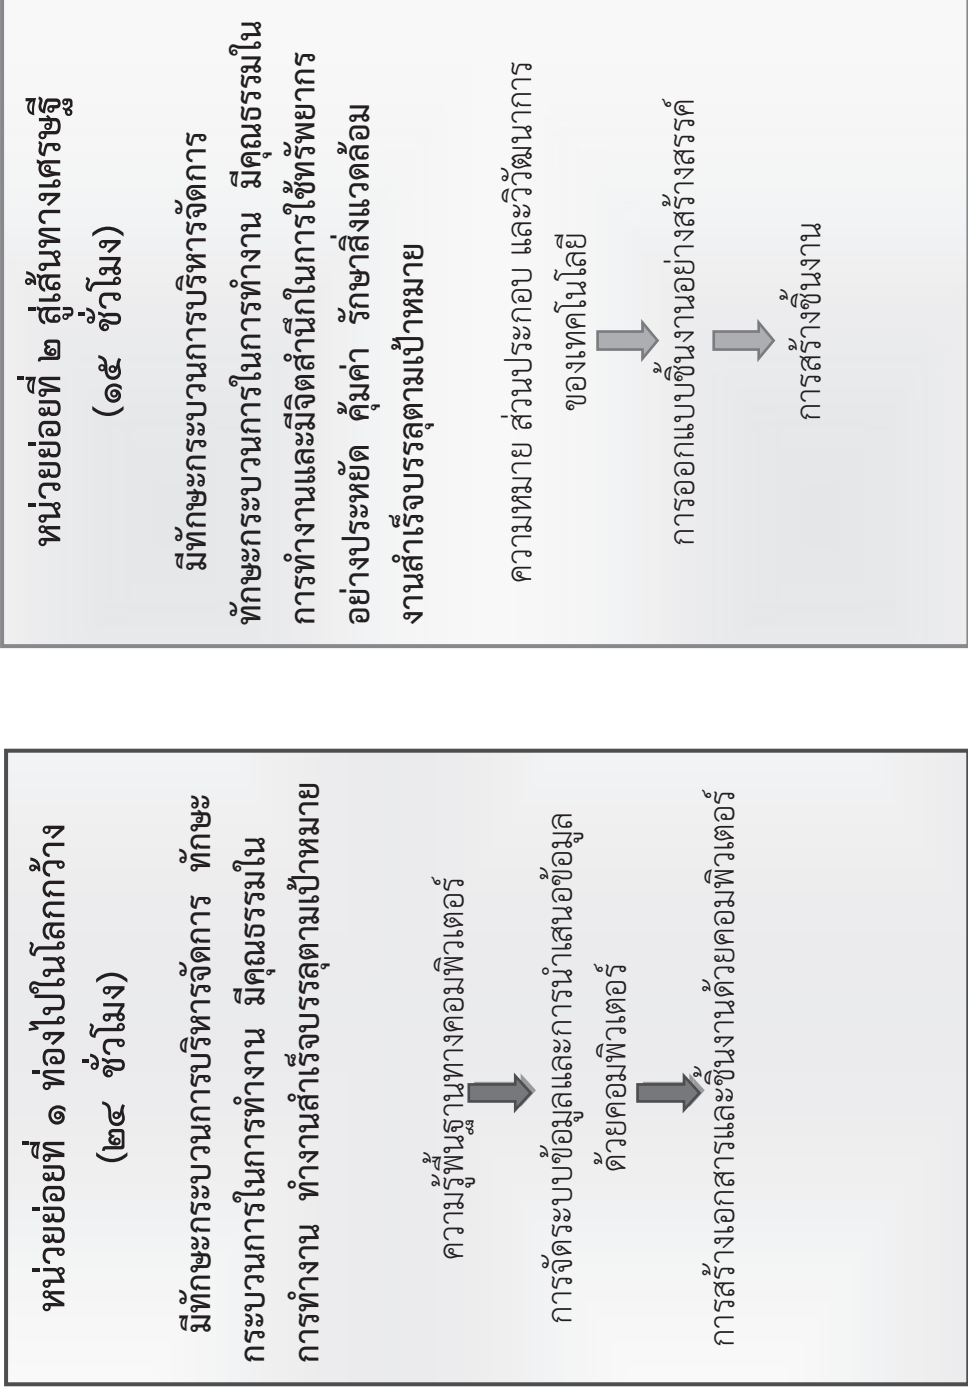 หน่วยย่อยที่ ๑ ท่องไปในโลกกว้าง
(๒๔ ชั่วโมง)
มีทักษะกระบวนการบริหารจัดการ ทักษะ
กระบวนการในการทำงาน มีคุณธรรมใน
การทำงาน ทำงานสำเร็จบรรลุตามเป้าหมาย
ความรู้พื้นฐานทางคอมพิวเตอร์
การจัดระบบข้อมูลและการนำเสนอข้อมูล
ด้วยคอมพิวเตอร์
การสร้างเอกสารและชิ้นงานด้วยคอมพิวเตอร์
หน่วยย่อยที่ ๒ สู่เส้นทางเศรษฐี
(๑๕ ชั่วโมง)
มีทักษะกระบวนการบริหารจัดการ
ทักษะกระบวนการในการทำงาน มีคุณธรรมใน
การทำงานและมีจิตสำนึกในการใช้ทรัพยากร
อย่างประหยัด คุ้มค่า รักษาสิ่งแวดล้อม
งานสำเร็จบรรลุตามเป้าหมาย
ความหมาย ส่วนประกอบ และวิวัฒนาการ
ของเทคโนโลยี
การออกแบบชิ้นงานอย่างสร้างสรรค์
การสร้างชิ้นงาน